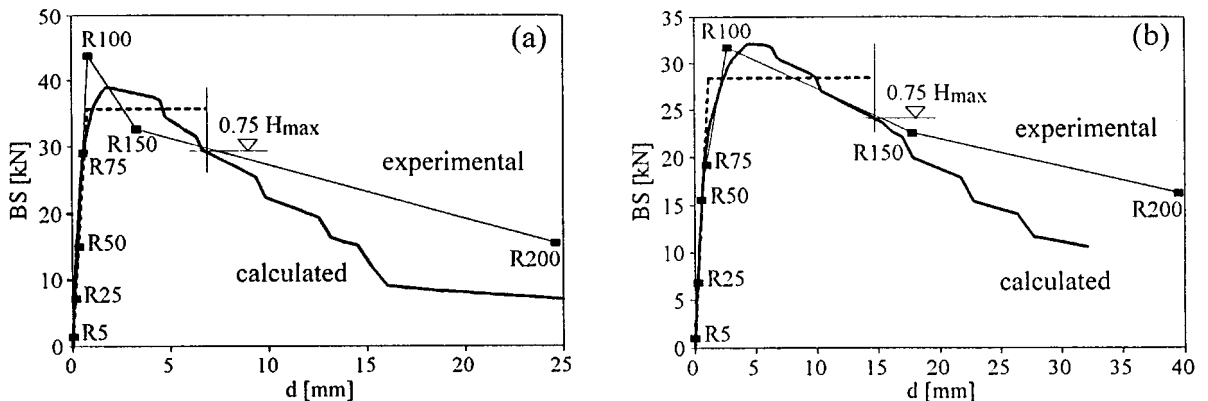 (a)
R100
50
40
30
20
10
0
BS [kN]
0.75 Hmax
R150
R75
experimental
R50
R200
calculated
R25
R5
0 5 10 15 20 25
d [mm]
(b)
R100
35
30
25
20
15
10
5
0
BS [kN]
0.75 Hmax
experimental
R150
R75
R50
R200
R25
calculated
R5
0 5 10 15 20 25 30 35 40
d [mm]